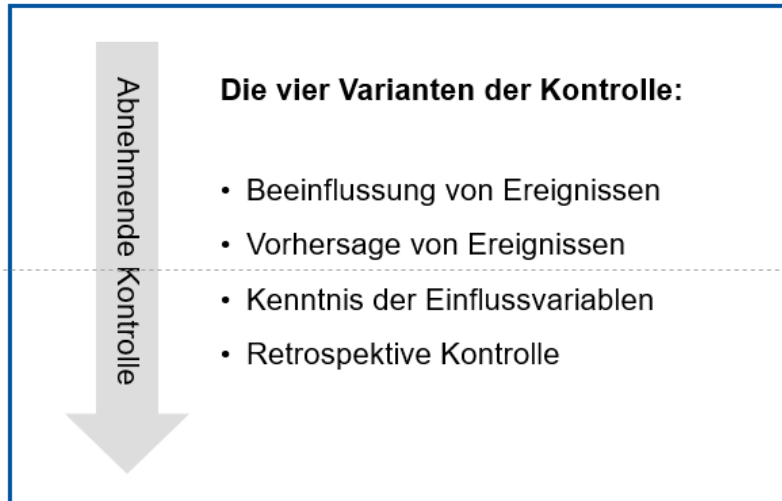 Abnehmende Kontrolle
Die vier Varianten der Kontrolle:
• Beeinflussung von Ereignissen
• Vorhersage von Ereignissen
• Kenntnis der Einflussvariablen
• Retrospektive Kontrolle